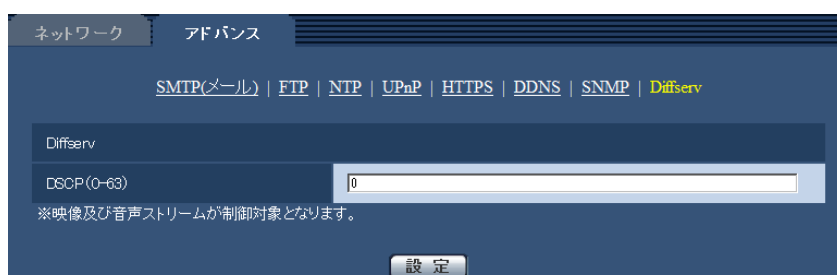 ネットワーク アドバンス
SMTP(メール) | FTP | NTP | UPnP | HTTPS | DDNS | SNMP | Diffserv
Diffserv
DSCP(0-63) 0
※映像及び音声ストリームが制御対象となります。
設 定